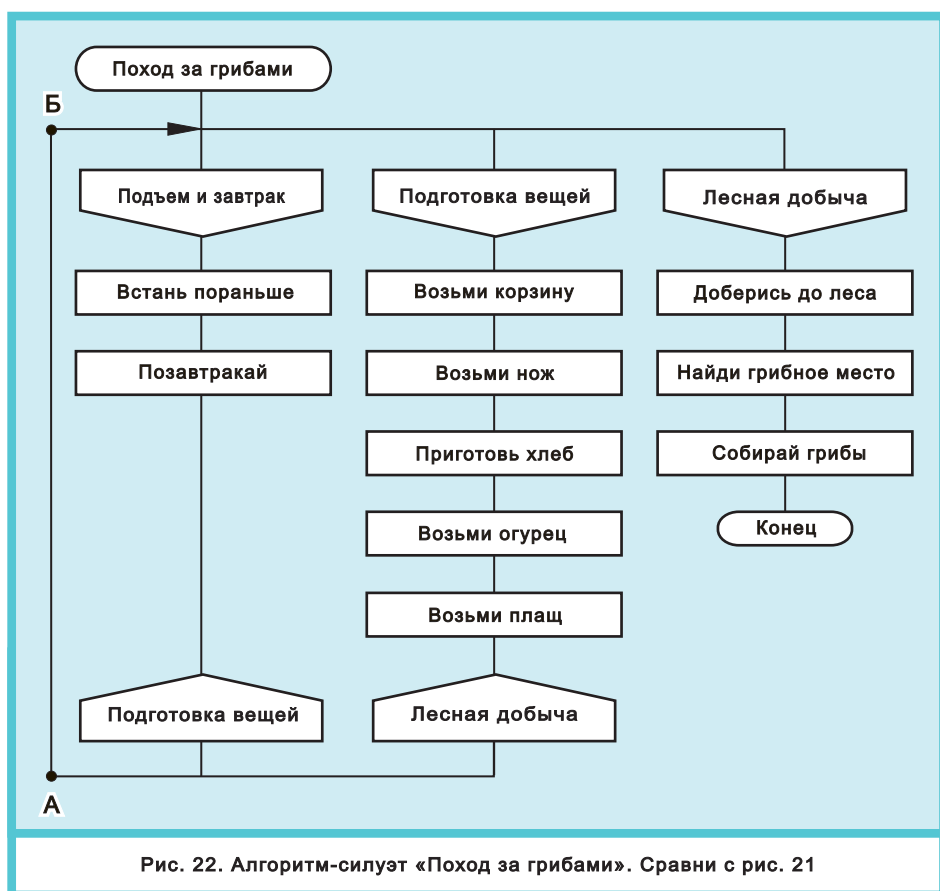 Поход за грибами
Б
Подъем и завтрак
Встань пораньше
Позавтракай
Подготовка вещей
Подготовка вещей
Возьми корзину
Возьми нож
Приготовь хлеб
Возьми огурец
Возьми плащ
Лесная добыча
Лесная добыча
Доберись до леса
Найди грибное место
Собирай грибы
Конец
А
Рис. 22. Алгоритм-силуэт «Поход за грибами». Сравни с рис. 21